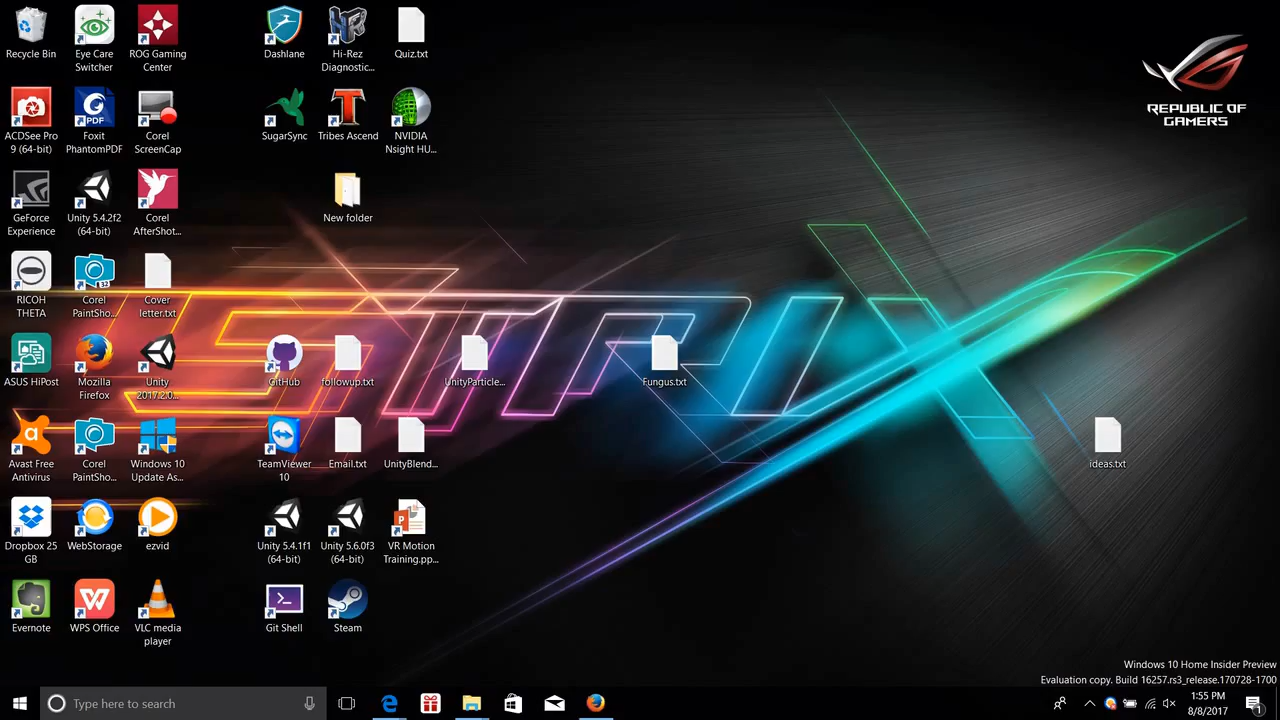 Recycle Bin
Eye Care
Switcher
ROG Gaming
Center
Dashlane
Hi-Rez
Diagnostic...
Quiz.txt
REPUBLIC OF
GAMERS
ACDSee Pro
9 (64-bit)
Foxit
PhantomPDF
PDF
Corel
ScreenCap
SugarSync
Tribes Ascend
NVIDIA
Nsight HU...
GeForce
Experience
Unity 5.4.2f2
(64-bit)
Corel
AfterShot...
New folder
RICOH
THETA
Corel
PaintSho...
32
Cover
letter.txt
STRIX
ASUS HiPost
Mozilla
Firefox
Unity
2017.2.0...
GitHub
followup.txt
UnityParticle...
Fungus.txt
Avast Free
Antivirus
Corel
PaintSho...
Windows 10
Update As...
TeamViewer
10
Email.txt
UnityBlend...
ideas.txt
Dropbox 25
GB
WebStorage
ezvid
Unity 5.4.1f1
(64-bit)
Unity 5.6.0f3
(64-bit)
VR Motion
Training.pp...
Evernote
WPS Office
VLC media
player
Git Shell
Steam
Windows 10 Home Insider Preview
Evaluation copy. Build 16257.rs3_release.170728-1700
Type here to search
1:55 PM
8/8/2017
1